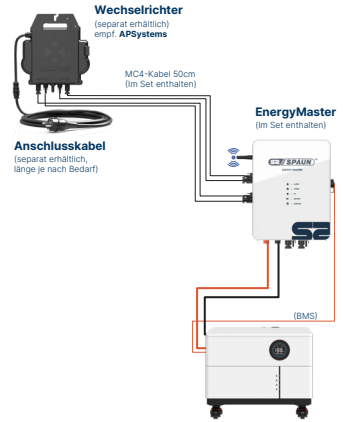 Wechselrichter
(separat erhältlich)
empf. APSystems
MC4-Kabel 50cm
(Im Set enthalten)
EnergyMaster
(Im Set enthalten)
Anschlusskabel
(separat erhältlich,
länge je nach Bedarf)
SPAUN
(BMS)